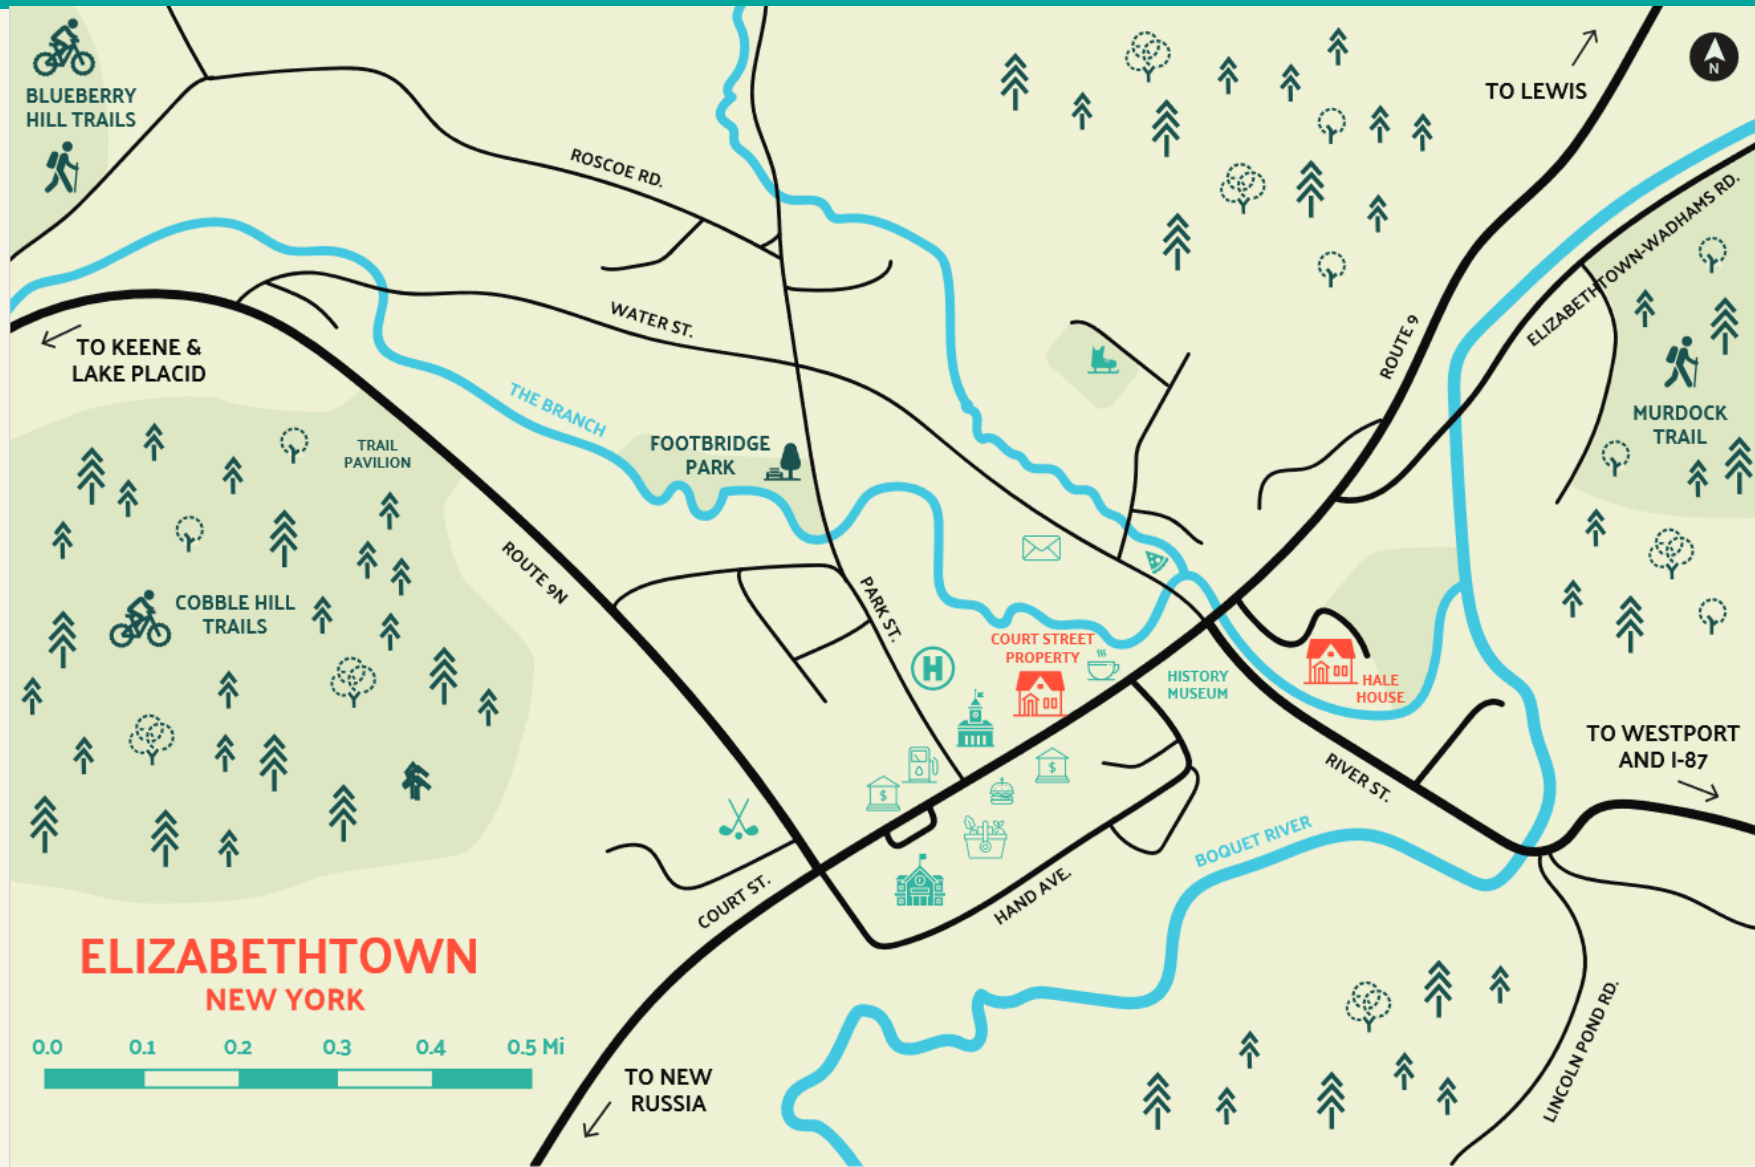 BLUEBERRY
HILL TRAILS
TO LEWIS
N
ROSCOE RD.
ELIZABETHTOWN-WADHAMS RD.
WATER ST.
ROUTE 9
TO KEENE &
LAKE PLACID
THE BRANCH
MURDOCK
TRAIL
TRAIL
PAVILION
FOOTBRIDGE
PARK
ROUTE 9N
PARK ST.
COBBLE HILL
TRAILS
COURT STREET
PROPERTY
H
HISTORY
MUSEUM
HALE
HOUSE
TO WESTPORT
AND I-87
RIVER ST.
$
$
BOQUET RIVER
COURT ST.
HAND AVE.
ELIZABETHTOWN
NEW YORK
0.0 0.1 0.2 0.3 0.4 0.5 Mi
TO NEW
RUSSIA
LINCOLN POND RD.